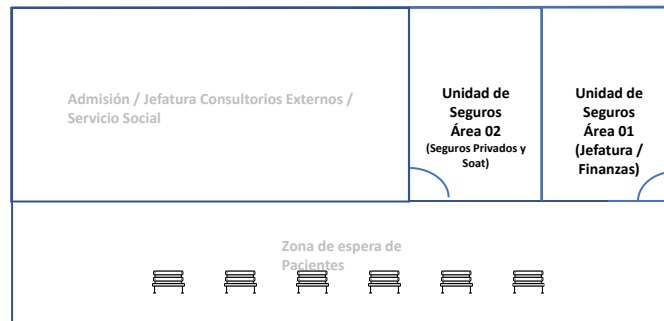 Admisión / Jefatura Consultorios Externos /
Servicio Social
Unidad de
Seguros
Área 02
(Seguros Privados y
Soat)
Unidad de
Seguros
Área 01
(Jefatura /
Finanzas)
Zona de espera de
Pacientes